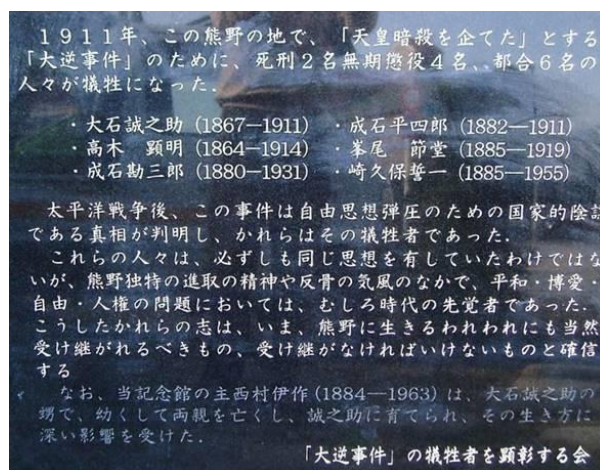 1911年、この熊野の地で、「天皇暗殺を企てた」とする
「大逆事件」のために、死刑2名無期懲役4名、都合6名の
人々が犠牲になった.
・大石誠之助 (1867—1911) ・成石平四郎 (1882—1911)
・高木 顕明 (1864—1914) ・峯尾 節堂 (1885—1919)
・成石勘三郎 (1880—1931) ・崎久保誓一 (1885—1955)
太平洋戦争後、この事件は自由思想弾圧のための国家的陰謀
である真相が判明し、かれらはその犠牲者であった.
これらの人々は、必ずしも同じ思想を有していたわけではな
いが、熊野独特の進取の精神や反骨の気風のなかで、平和・博愛・
自由・人権の問題においては、むしろ時代の先覚者であった.
こうしたかれらの志は、いま、熊野に生きるわれわれにも当然
受け継がれるべきもの、受け継がなければいけないものと確信
する
なお、当記念館の主西村伊作 (1884—1963) は、大石誠之助の
甥で、幼くして両親を亡くし、誠之助に育てられ、その生き方に
深い影響を受けた.
「大逆事件」の犠牲者を顕彰する会